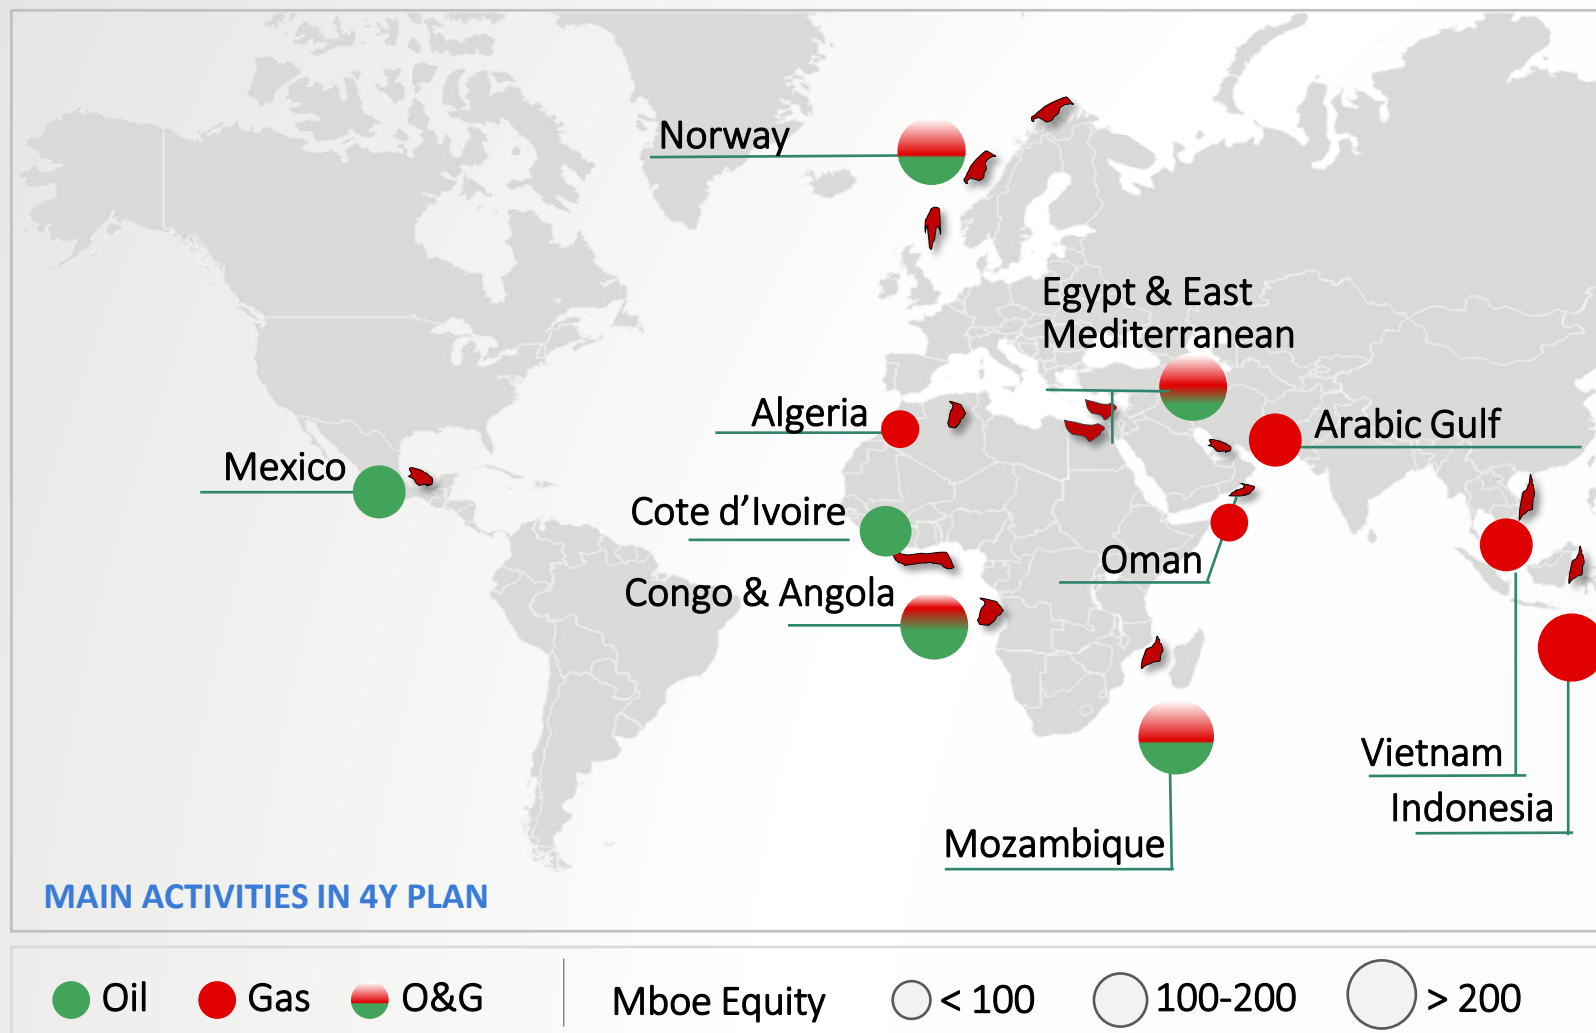 Norway
Egypt & East
Mediterranean
Algeria
Arabic Gulf
Mexico
Cote d’Ivoire
Oman
Congo & Angola
Vietnam
Indonesia
Mozambique
MAIN ACTIVITIES IN 4Y PLAN
Oil Gas O&G Mboe Equity < 100 100-200 > 200